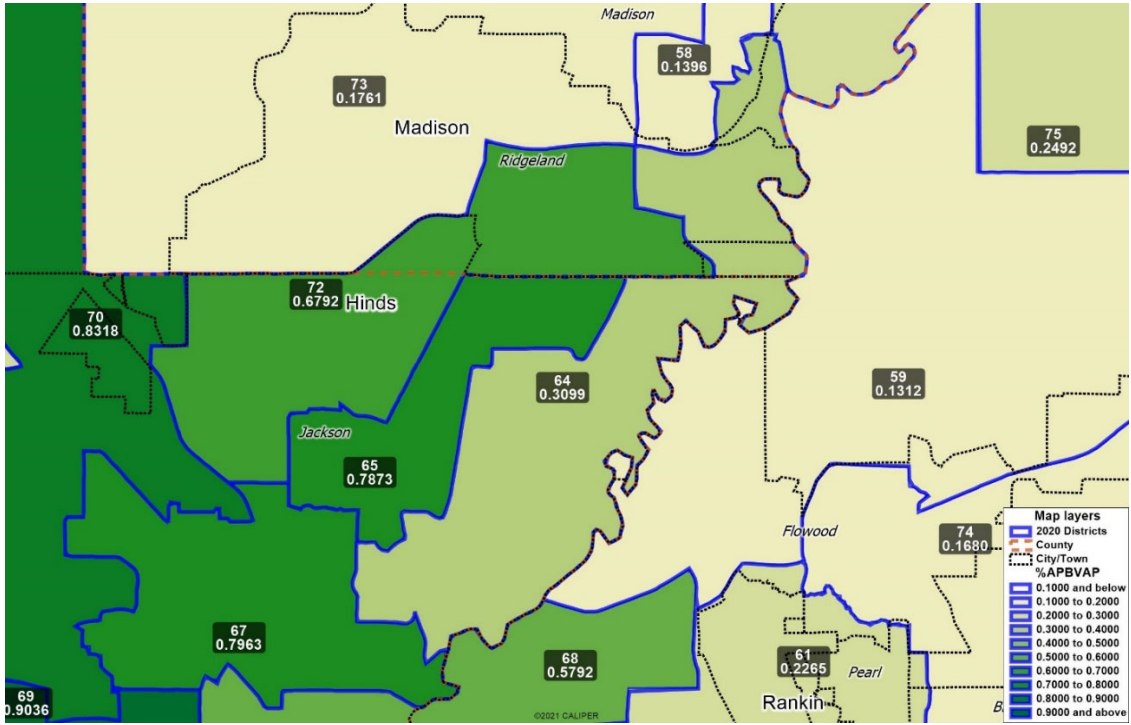 Madison
58
0.1396
73
0.1761
Madison
75
0.2492
Ridgeland
72
0.6792
Hinds
70
0.8318
64
0.3099
59
0.1312
Jackson
65
0.7873
Flowood
74
0.1680
67
0.7963
68
0.5792
61
0.2265
Pearl
69
0.9036
Rankin
©2021 CALIPER
Map layers
2020 Districts
County
City/Town
%APBVAP
0.1000 and below
0.1000 to 0.2000
0.2000 to 0.3000
0.3000 to 0.4000
0.4000 to 0.5000
0.5000 to 0.6000
0.6000 to 0.7000
0.7000 to 0.8000
0.8000 to 0.9000
0.9000 and above